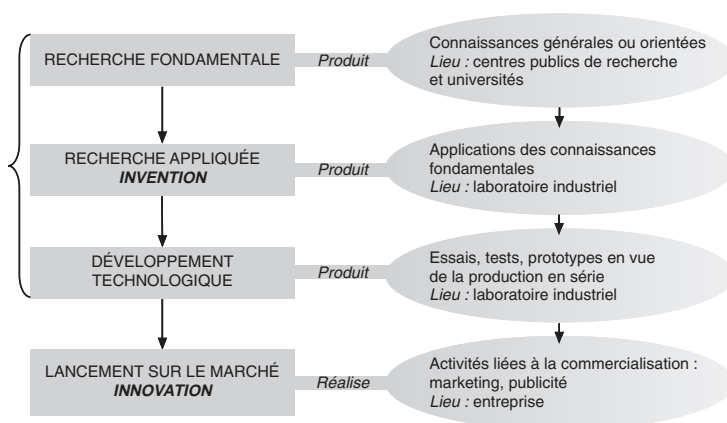 RECHERCHE FONDAMENTALE
Produit
Connaissances générales ou orientées
Lieu : centres publics de recherche
et universités
RECHERCHE APPLIQUÉE
INVENTION
Produit
Applications des connaissances
fondamentales
Lieu : laboratoire industriel
DÉVELOPPEMENT
TECHNOLOGIQUE
Produit
Essais, tests, prototypes en vue
de la production en série
Lieu : laboratoire industriel
LANCEMENT SUR LE MARCHÉ
INNOVATION
Réalise
Activités liées à la commercialisation :
marketing, publicité
Lieu : entreprise